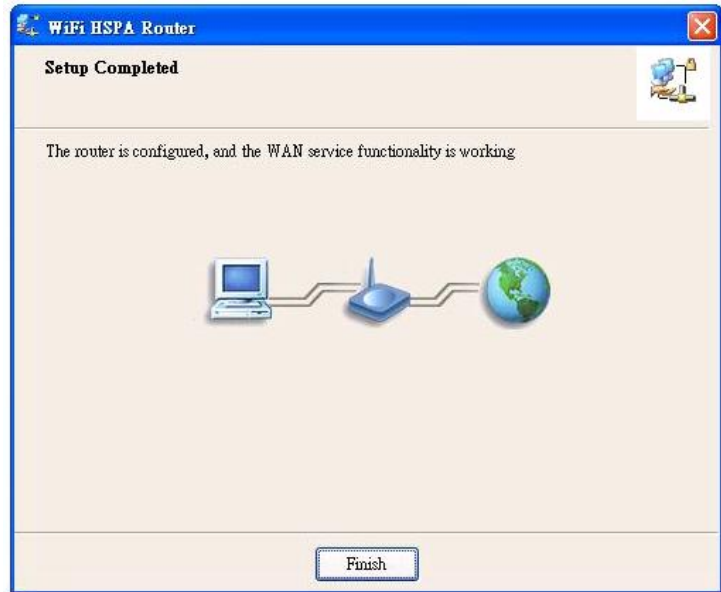 WiFi HSPA Router
Setup Completed
The router is configured, and the WAN service functionality is working
Finish